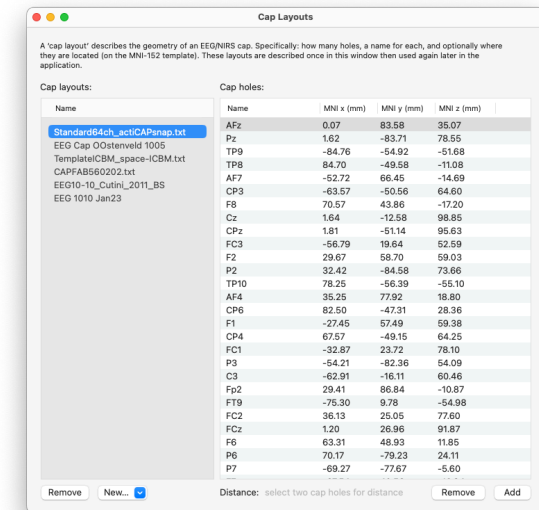 Cap Layouts
A 'cap layout' describes the geometry of an EEG/NIRS cap. Specifically: how many holes, a name for each, and optionally where
they are located (on the MNI-152 template). These layouts are described once in this window then used again later in the
application.
Cap layouts:
Cap holes:
Name
Standard64ch_actiCAPsnap.txt
EEG Cap OOstenveld 1005
TemplateICBM_space-ICBM.txt
CAPFAB560202.txt
EEG10-10_Cutini_2011_BS
EEG 1010 Jan23
Name MNI x (mm) MNI y (mm) MNI z (mm)
AFz 0.07 83.58 35.07
Pz 1.62 -83.71 78.55
TP9 -84.76 -54.92 -51.68
TP8 84.70 -49.58 -11.08
AF7 -52.72 66.45 -14.69
CP3 -63.57 -50.56 64.60
F8 70.57 43.86 -17.20
Cz 1.64 -12.58 98.85
CPz 1.81 -51.14 95.63
FC3 -56.79 19.64 52.59
F2 29.67 58.70 59.03
P2 32.42 -84.58 73.66
TP10 78.25 -56.39 -55.10
AF4 35.25 77.92 18.80
CP6 82.50 -47.31 28.36
F1 -27.45 57.49 59.38
CP4 67.57 -49.15 64.25
FC1 -32.87 23.72 78.10
P3 -54.21 -82.36 54.09
C3 -62.91 -16.11 60.46
Fp2 29.41 86.84 -10.87
FT9 -75.30 9.78 -54.98
FC2 36.13 25.05 77.60
FCz 1.20 26.96 91.87
F6 63.31 48.93 11.85
P6 70.17 -79.23 24.11
P7 -69.27 -77.67 -5.60
Remove New...
Distance: select two cap holes for distance Remove Add